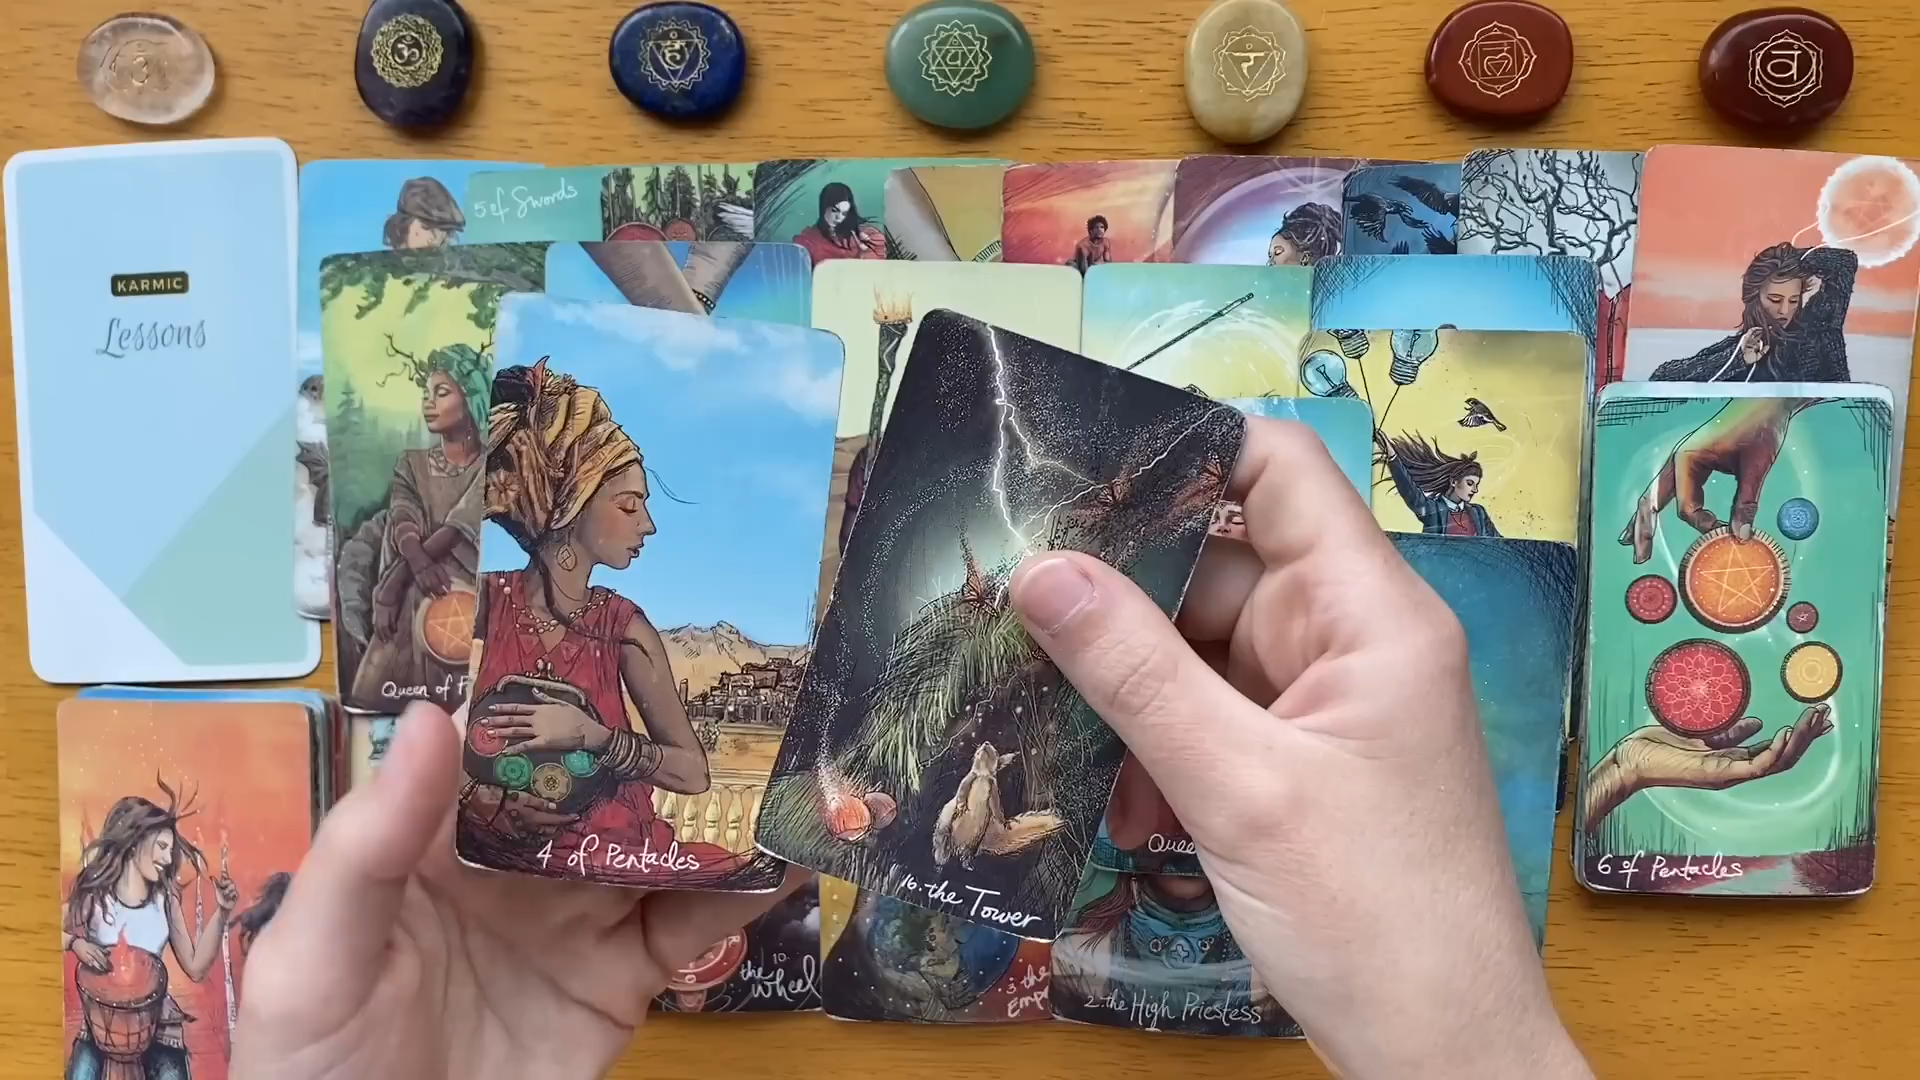 ॐ
हं
यं
रं
लं
वं
5 of Swords
KARMIC
Lessons
Queen of P
4 of Pentacles
16. the Tower
Quee
6 of Pentacles
10
the
Wheel
3 the
Emp
2. the High Priestess